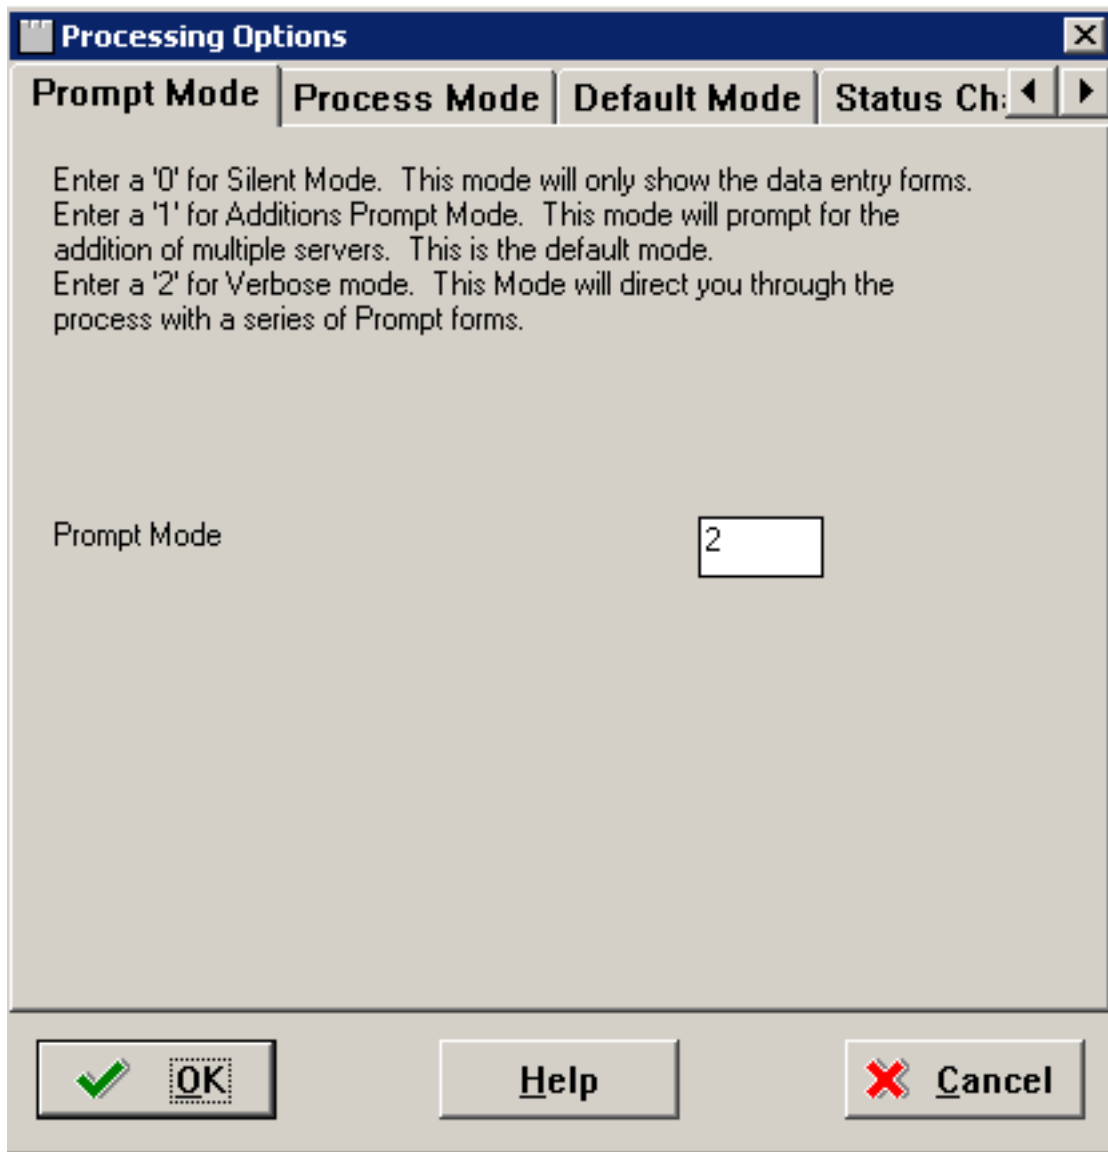 Processing Options
Prompt Mode Process Mode Default Mode Status Ch
Enter a '0' for Silent Mode.  This mode will only show the data entry forms.
Enter a '1' for Additions Prompt Mode.  This mode will prompt for the
addition of multiple servers.  This is the default mode.
Enter a '2' for Verbose mode.  This Mode will direct you through the
process with a series of Prompt forms.
Prompt Mode 2
OK Help Cancel